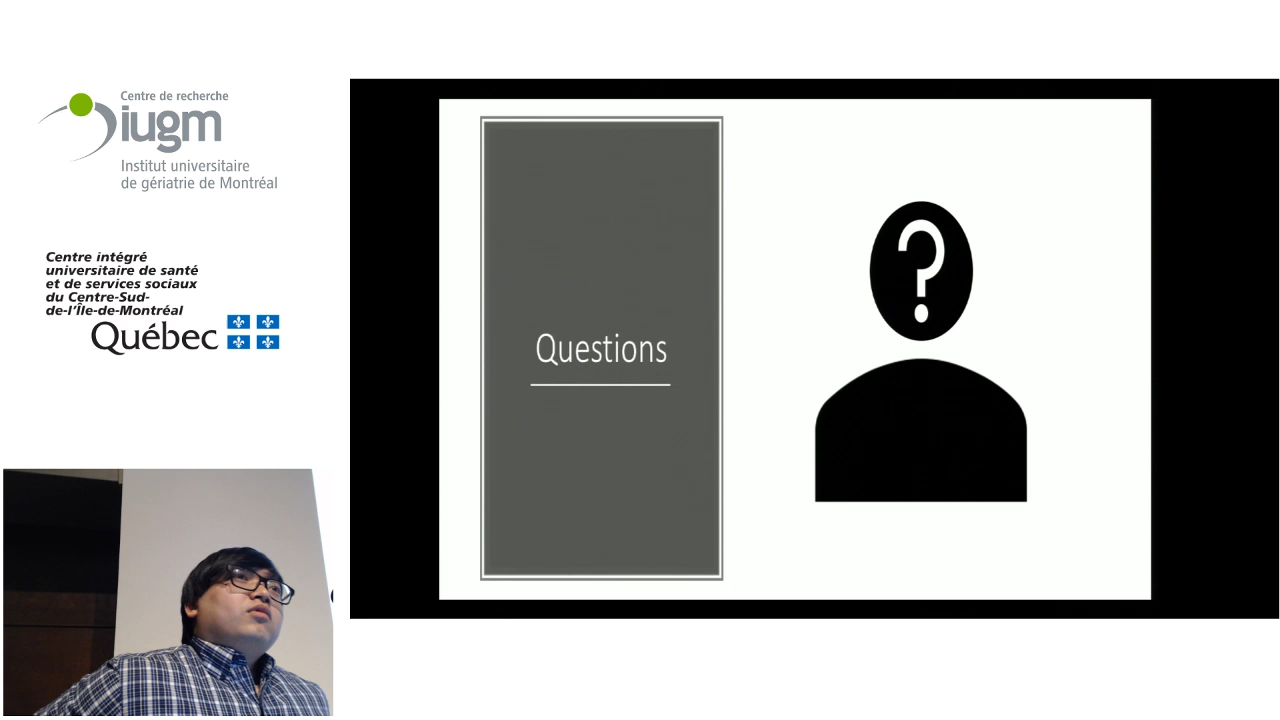 Centre de recherche
iugm
Institut universitaire
de gériatrie de Montréal
Centre intégré
universitaire de santé
et de services sociaux
du Centre-Sud-
de-l'Île-de-Montréal
Québec
Questions
?